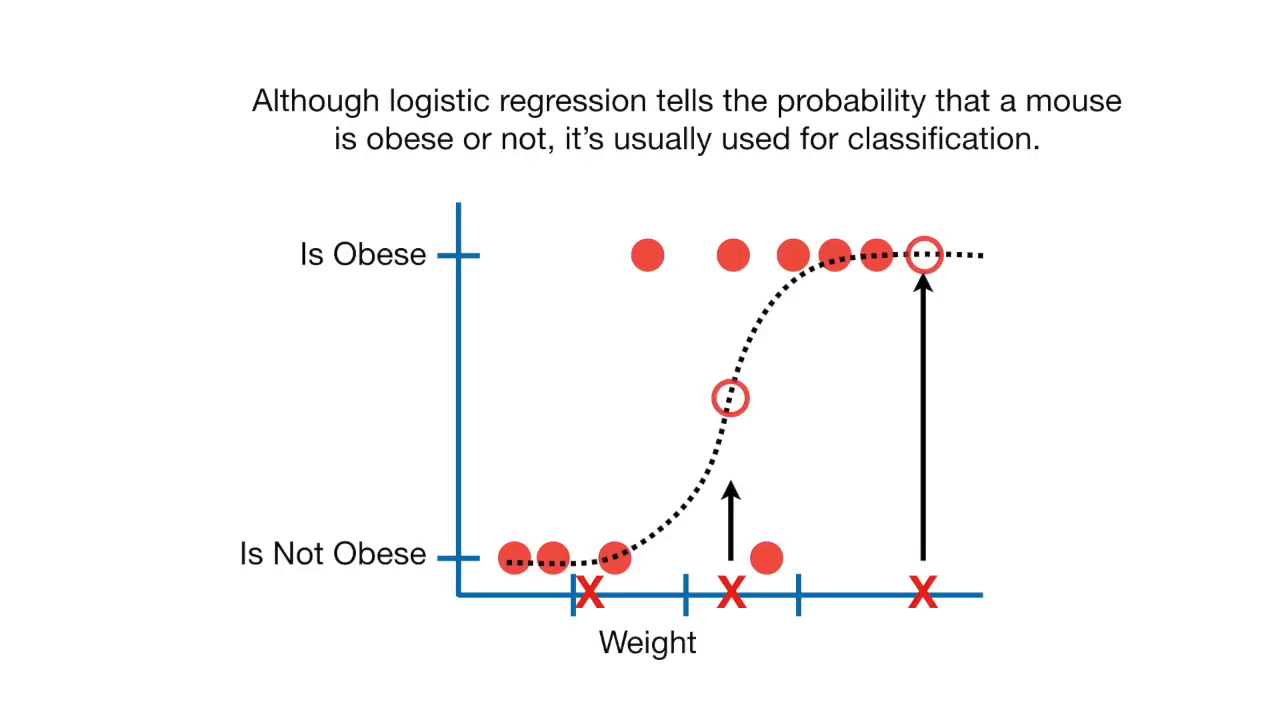 Although logistic regression tells the probability that a mouse
is obese or not, it’s usually used for classification.
Is Obese
Is Not Obese
X X X
Weight